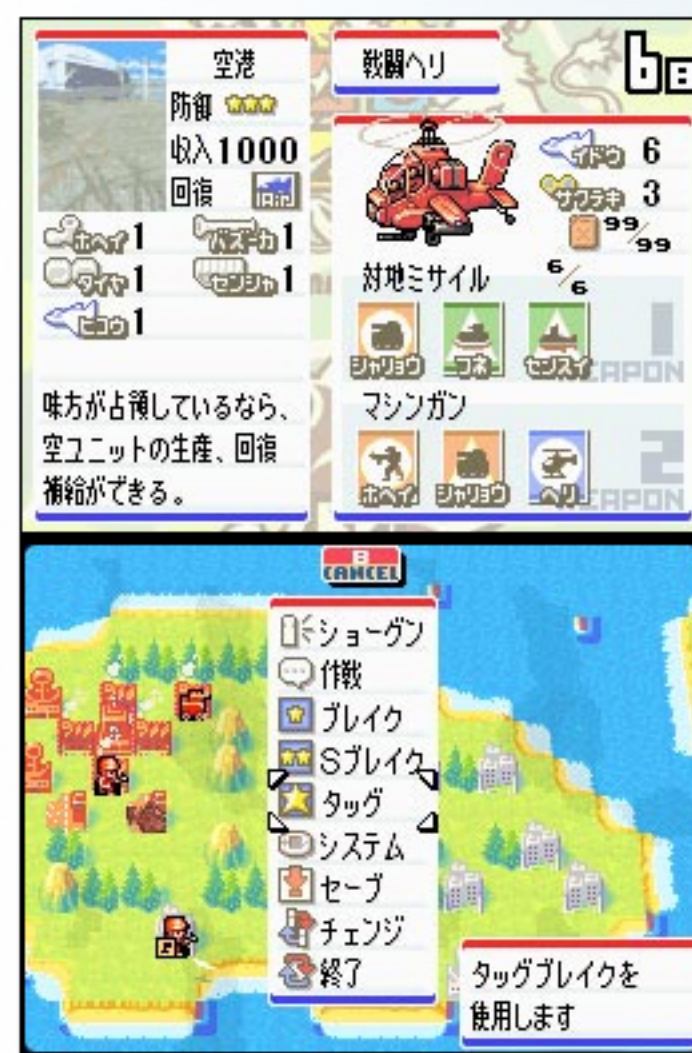 空港
防御
収入1000
回復
ホヘイ1
バズーカ1
タイヤ1
センシャ1
ヒコウ1
味方が占領しているなら、
空ユニットの生産、回復
補給ができる。
戦闘ヘリ
イドウ 6
サクテキ 3
99/99
対地ミサイル 6/6
シャリョウ
フネ
センスイ
WEAPON 1
マシンガン
ホヘイ
シャリョウ
ヘリ
WEAPON 2
B
CANCEL
ショーグン
作戦
ブレイク
Sブレイク
タッグ
システム
セーブ
チェンジ
終了
タッグブレイクを
使用します